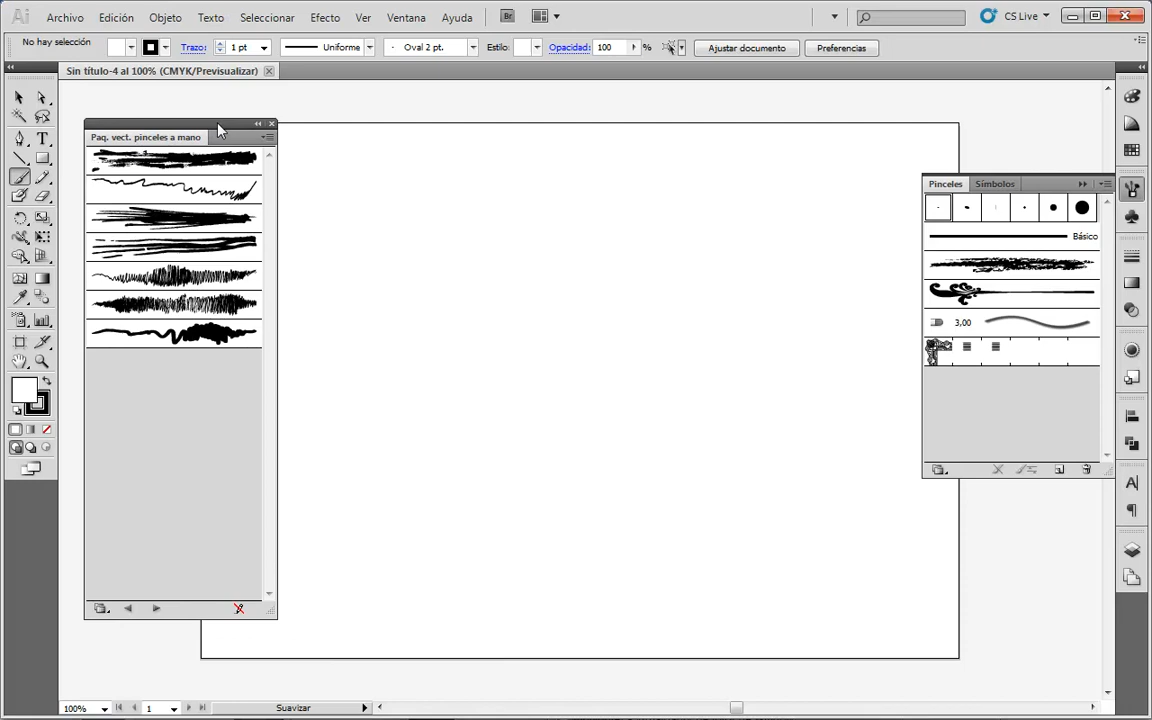 Ai Archivo Edición Objeto Texto Seleccionar Efecto Ver Ventana Ayuda Br CS Live
No hay selección Trazo: 1 pt Uniforme Oval 2 pt. Estilo: Opacidad: 100 % Ajustar documento Preferencias
Sin título-4 al 100% (CMYK/Previsualizar)
Paq. vect. pinceles a mano
Pinceles Símbolos
Básico
3,00
100% 1 Suavizar